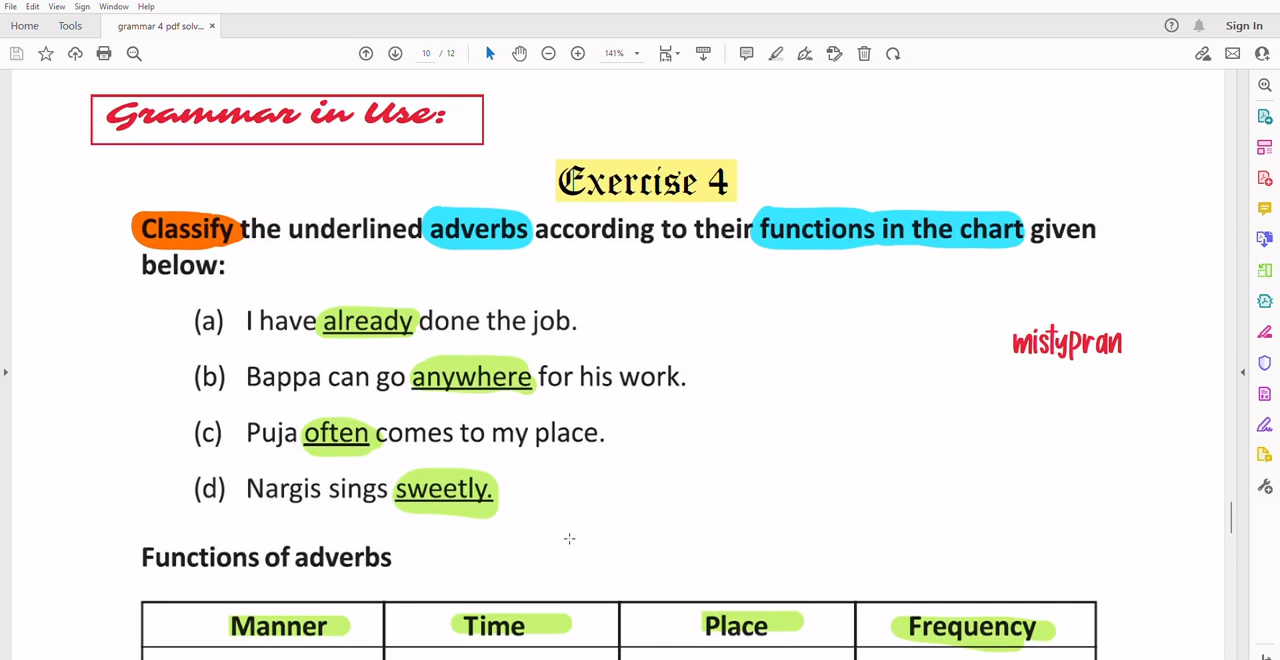 File Edit View Sign Window Help
Home Tools grammar 4 pdf solv... × Sign In
10 / 12 141%
Grammar in Use:
Exercise 4
Classify the underlined adverbs according to their functions in the chart given
below:
(a) I have already done the job.
mistypran
(b) Bappa can go anywhere for his work.
(c) Puja often comes to my place.
(d) Nargis sings sweetly.
Functions of adverbs
Manner Time Place Frequency